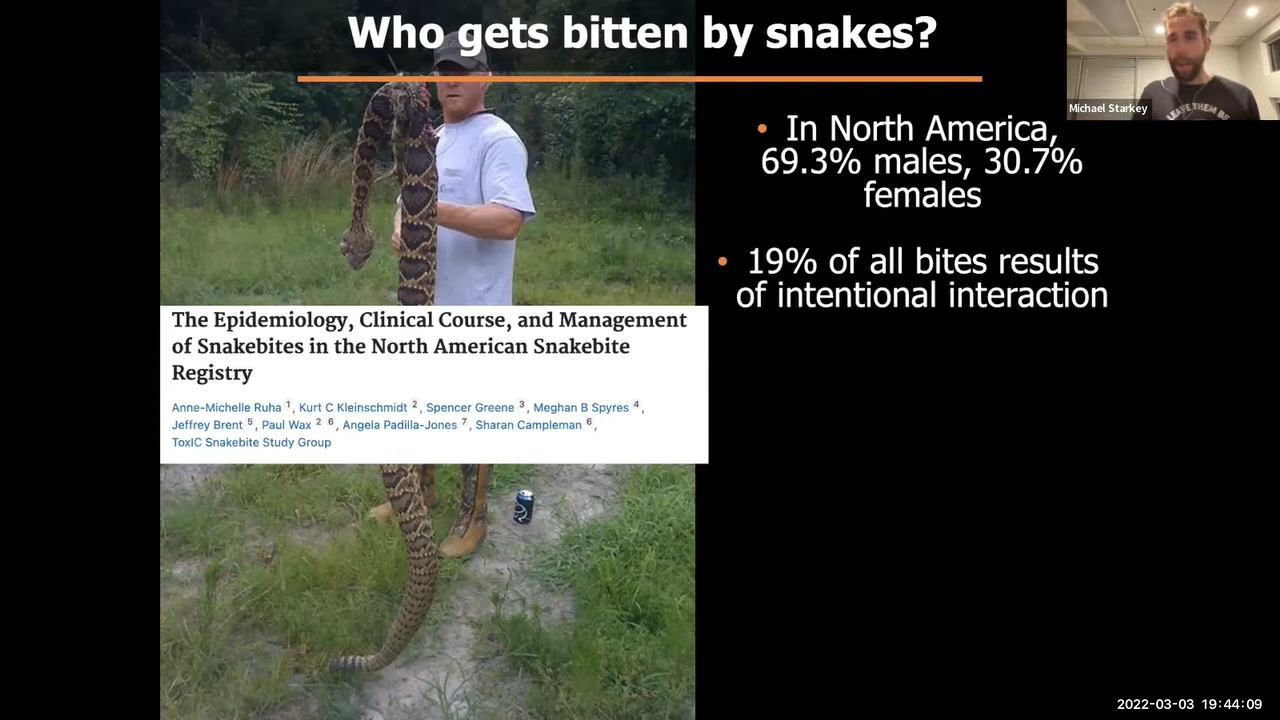 Who gets bitten by snakes?
LEAVE THEM BE
Michael Starkey
• In North America,
69.3% males, 30.7%
females
• 19% of all bites results
of intentional interaction
The Epidemiology, Clinical Course, and Management
of Snakebites in the North American Snakebite
Registry
Anne-Michelle Ruha 1, Kurt C Kleinschmidt 2, Spencer Greene 3, Meghan B Spyres 4,
Jeffrey Brent 5, Paul Wax 2 6, Angela Padilla-Jones 7, Sharan Campleman 6,
ToxIC Snakebite Study Group
2022-03-03 19:44:09